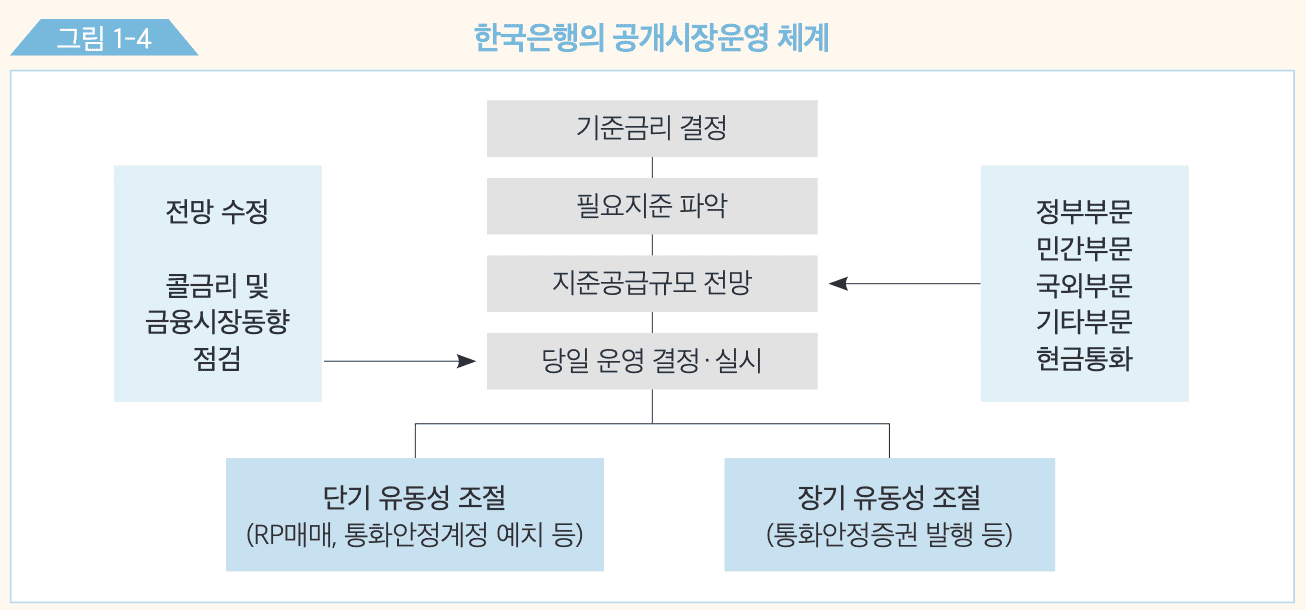 그림 1-4
한국은행의 공개시장운영 체계
기준금리 결정
필요지준 파악
지준공급규모 전망
당일 운영 결정·실시
전망 수정
콜금리 및
금융시장동향
점검
정부부문
민간부문
국외부문
기타부문
현금통화
단기 유동성 조절
(RP매매, 통화안정계정 예치 등)
장기 유동성 조절
(통화안정증권 발행 등)